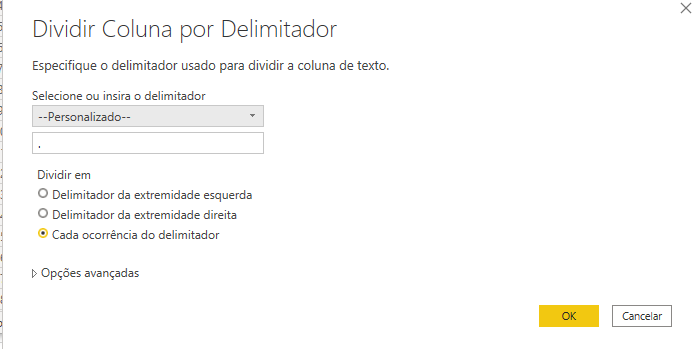 Dividir Coluna por Delimitador
Especifique o delimitador usado para dividir a coluna de texto.
Selecione ou insira o delimitador
--Personalizado--
.
Dividir em
Delimitador da extremidade esquerda
Delimitador da extremidade direita
Cada ocorrência do delimitador
Opções avançadas
OK
Cancelar